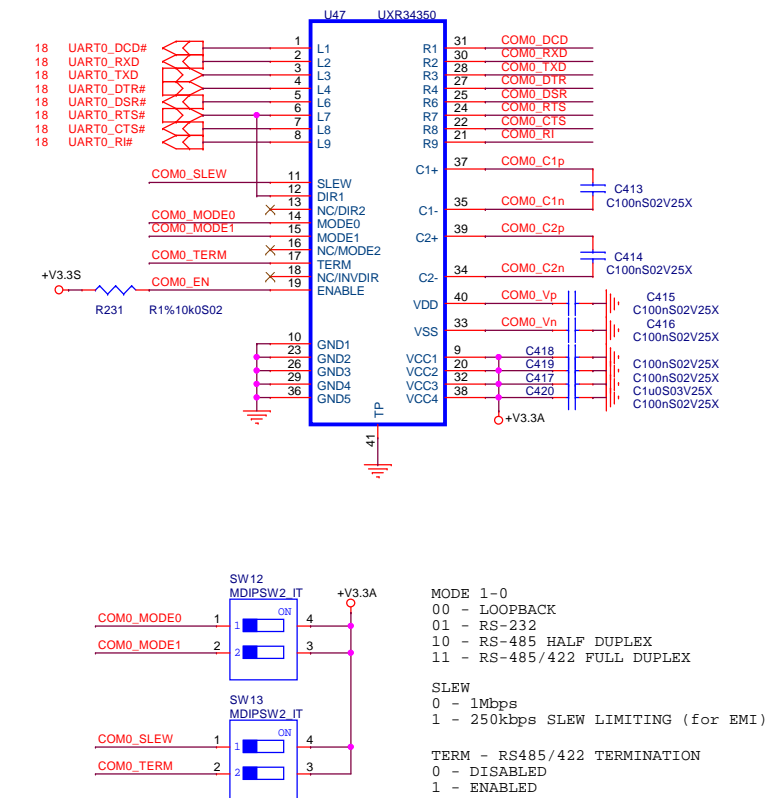 U47 UXR34350
18 UART0_DCD# 1 L1 R1 31 COM0_DCD
18 UART0_RXD 2 L2 R2 30 COM0_RXD
18 UART0_TXD 3 L3 R3 28 COM0_TXD
18 UART0_DTR# 4 L4 R4 27 COM0_DTR
18 UART0_DSR# 5 L6 R6 25 COM0_DSR
18 UART0_RTS# 6 L7 R7 24 COM0_RTS
18 UART0_CTS# 7 L8 R8 22 COM0_CTS
18 UART0_RI# 8 L9 R9 21 COM0_RI
C1+ 37 COM0_C1p
COM0_SLEW 11 SLEW
12 DIR1
C413
C100nS02V25X
13 NC/DIR2 C1- 35 COM0_C1n
COM0_MODE0 14 MODE0
COM0_MODE1 15 MODE1 C2+ 39 COM0_C2p
16 NC/MODE2
COM0_TERM 17 TERM
C414
C100nS02V25X
18 NC/INVDIR C2- 34 COM0_C2n
+V3.3S COM0_EN 19 ENABLE
R231 R1%10k0S02
VDD 40 COM0_Vp C415
C100nS02V25X
VSS 33 COM0_Vn C416
C100nS02V25X
10 GND1
23 GND2 VCC1 9 C418 C100nS02V25X
26 GND3 VCC2 20 C419 C100nS02V25X
29 GND4 VCC3 32 C417 C1u0S03V25X
36 GND5 VCC4 38 C420 C100nS02V25X
TP +V3.3A
41
SW12
MDIPSW2_IT +V3.3A
ON
COM0_MODE0 1 1 4
COM0_MODE1 2 2 3
MODE 1-0
00 - LOOPBACK
01 - RS-232
10 - RS-485 HALF DUPLEX
11 - RS-485/422 FULL DUPLEX
SLEW
0 - 1Mbps
1 - 250kbps SLEW LIMITING (for EMI)
SW13
MDIPSW2_IT
ON
COM0_SLEW 1 1 4
COM0_TERM 2 2 3
TERM - RS485/422 TERMINATION
0 - DISABLED
1 - ENABLED